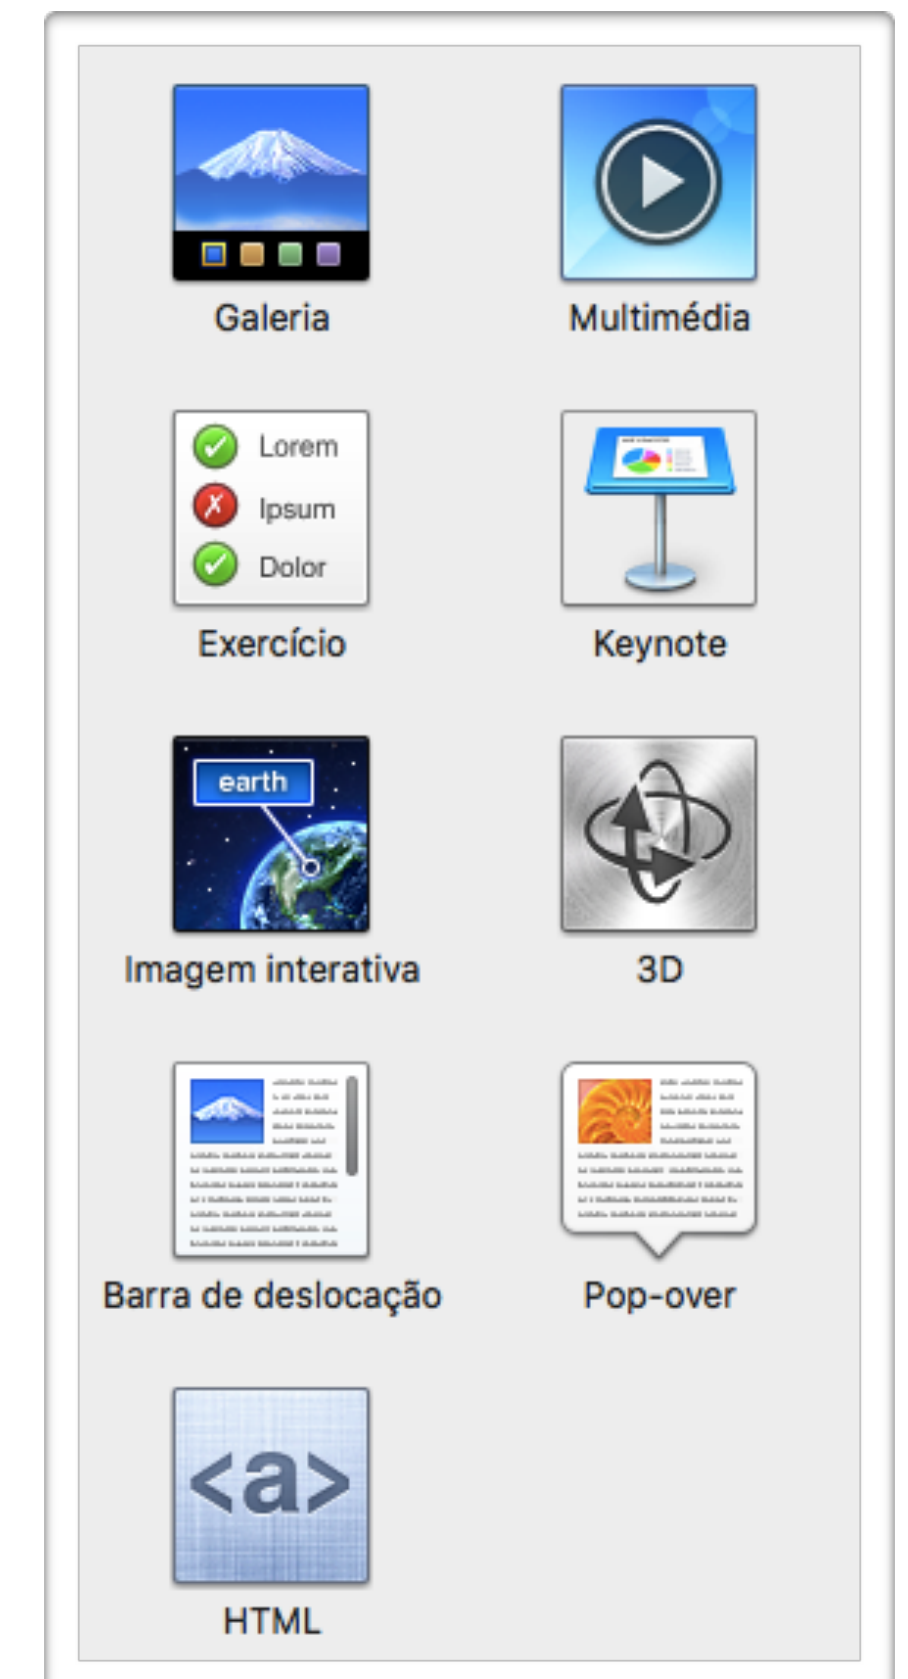 Galeria
Multimédia
Lorem
Ipsum
Dolor
Exercício
Keynote
earth
Imagem interativa
3D
Barra de deslocação
Pop-over
<a>
HTML